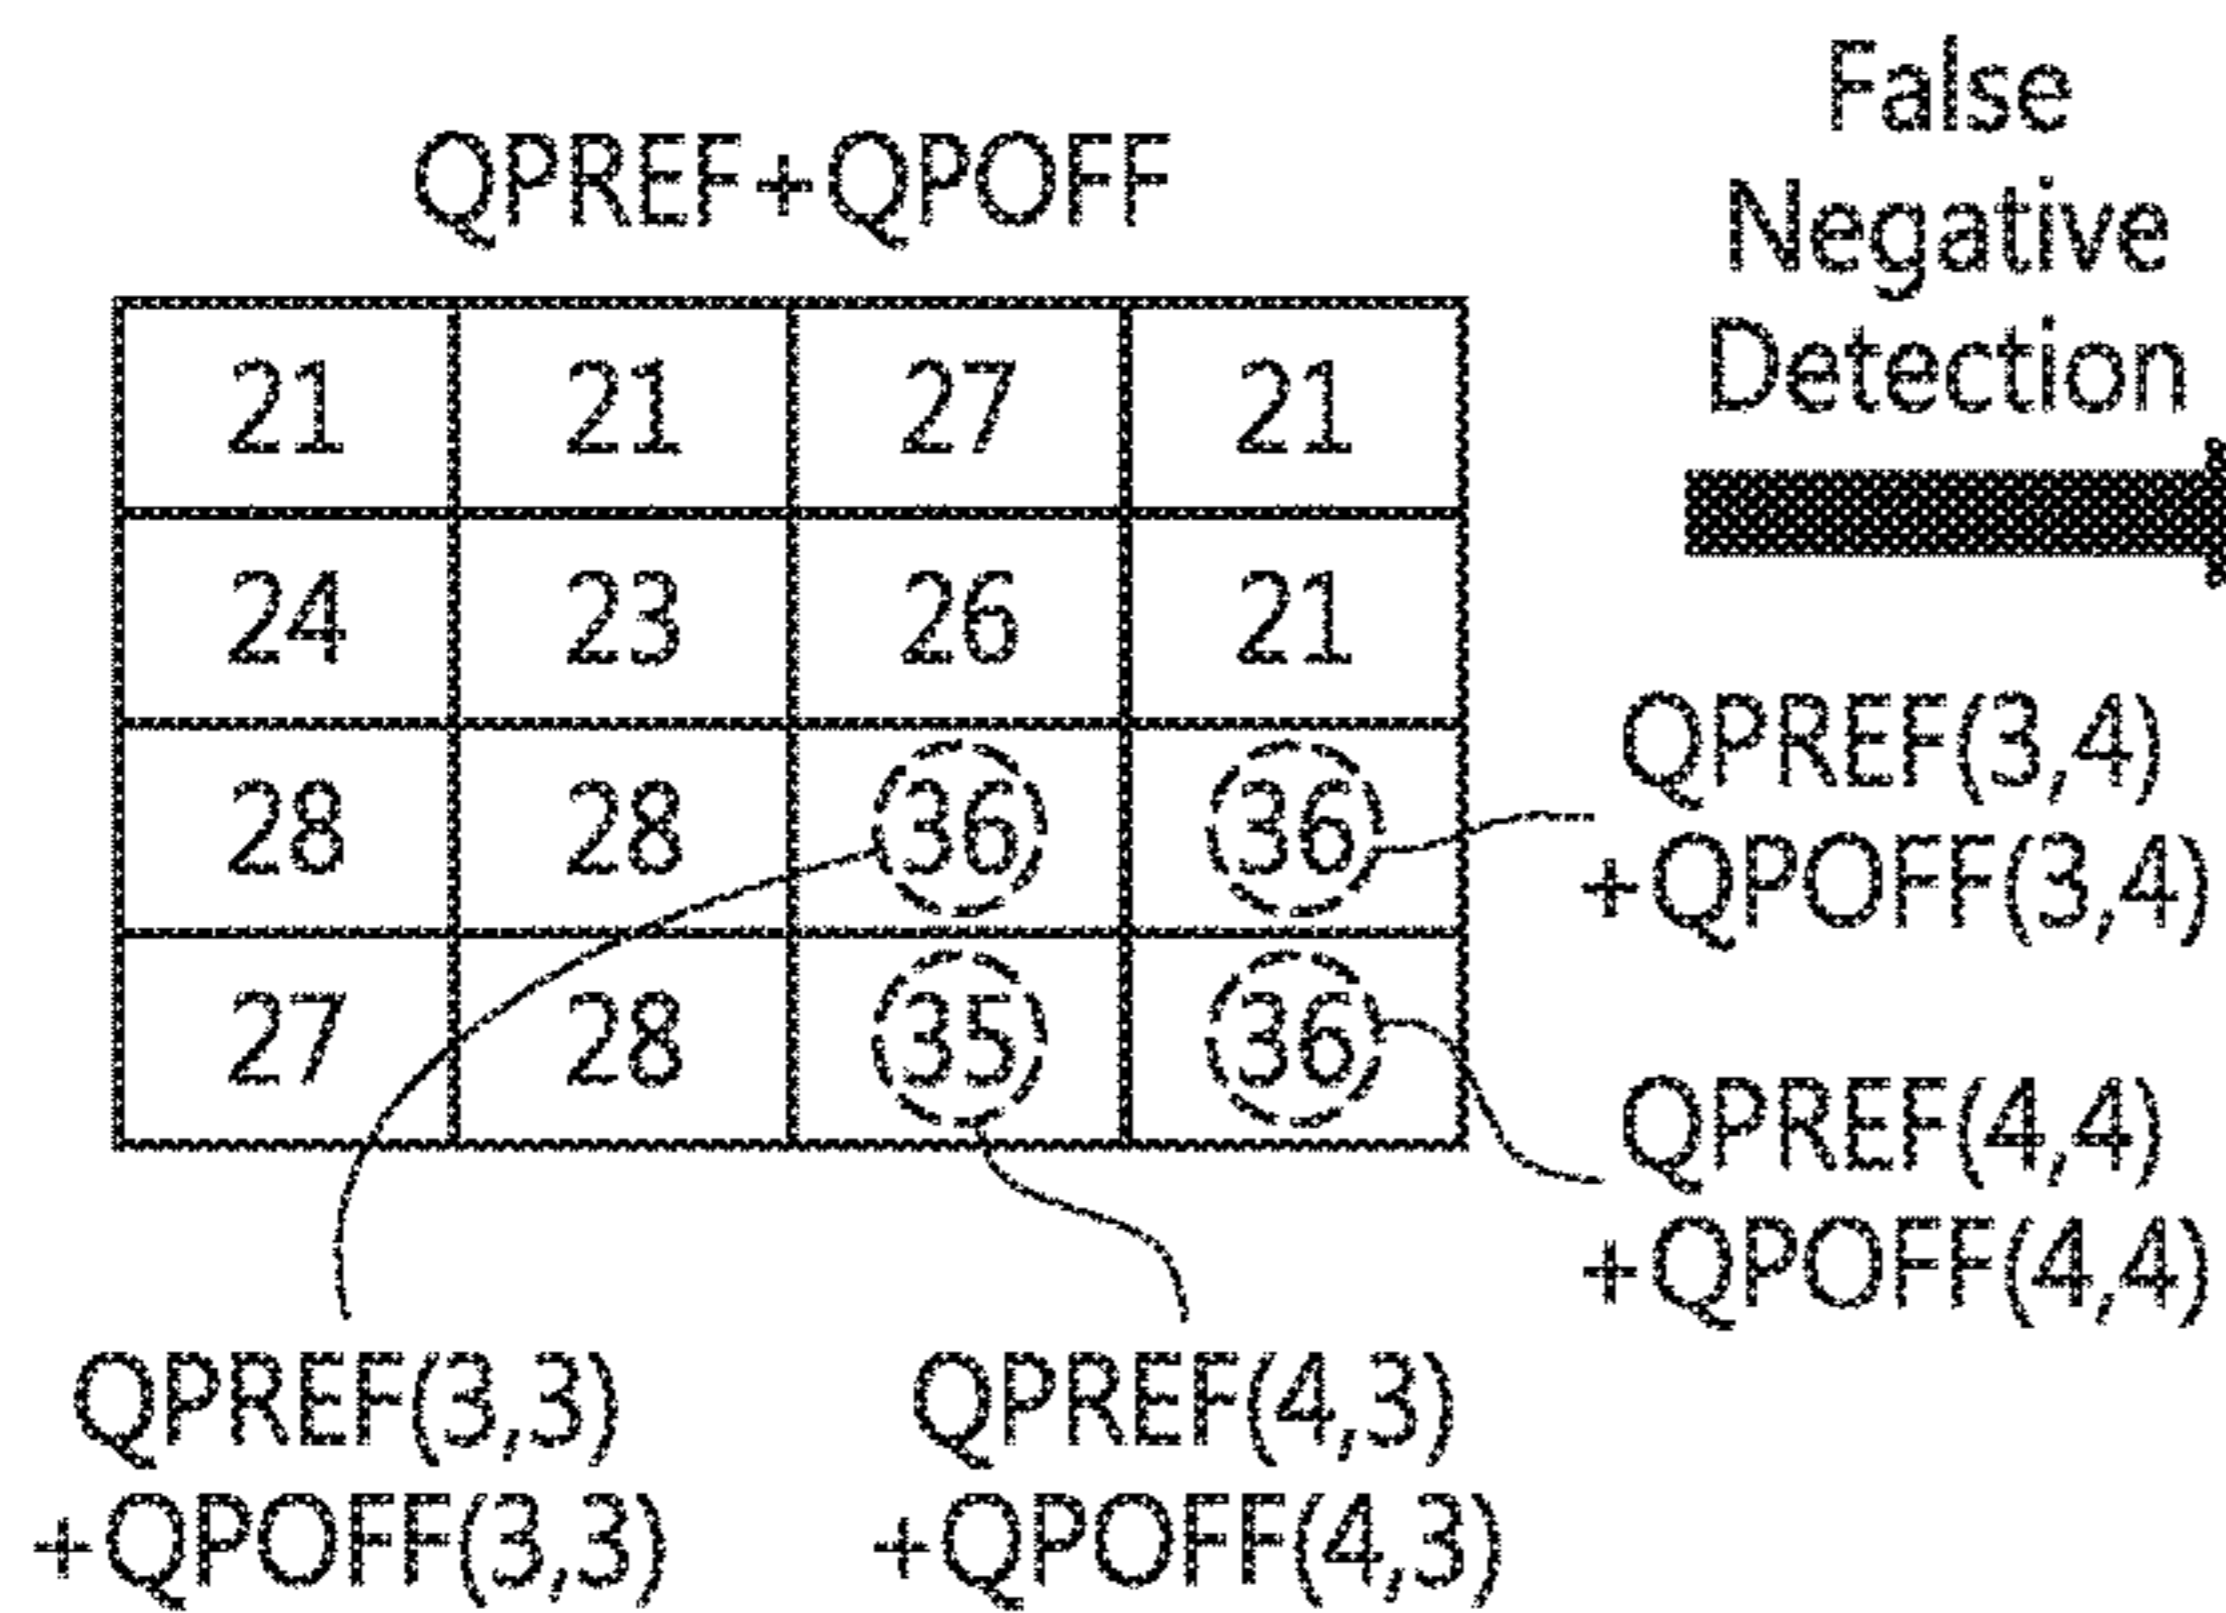 QPREF+QPOFF
False
Negative
Detection
21 21 27 21
24 23 26 21
28 28 36 36
27 28 35 36
QPREF(3,4)
+QPOFF(3,4)
QPREF(4,4)
+QPOFF(4,4)
QPREF(3,3)
+QPOFF(3,3)
QPREF(4,3)
+QPOFF(4,3)